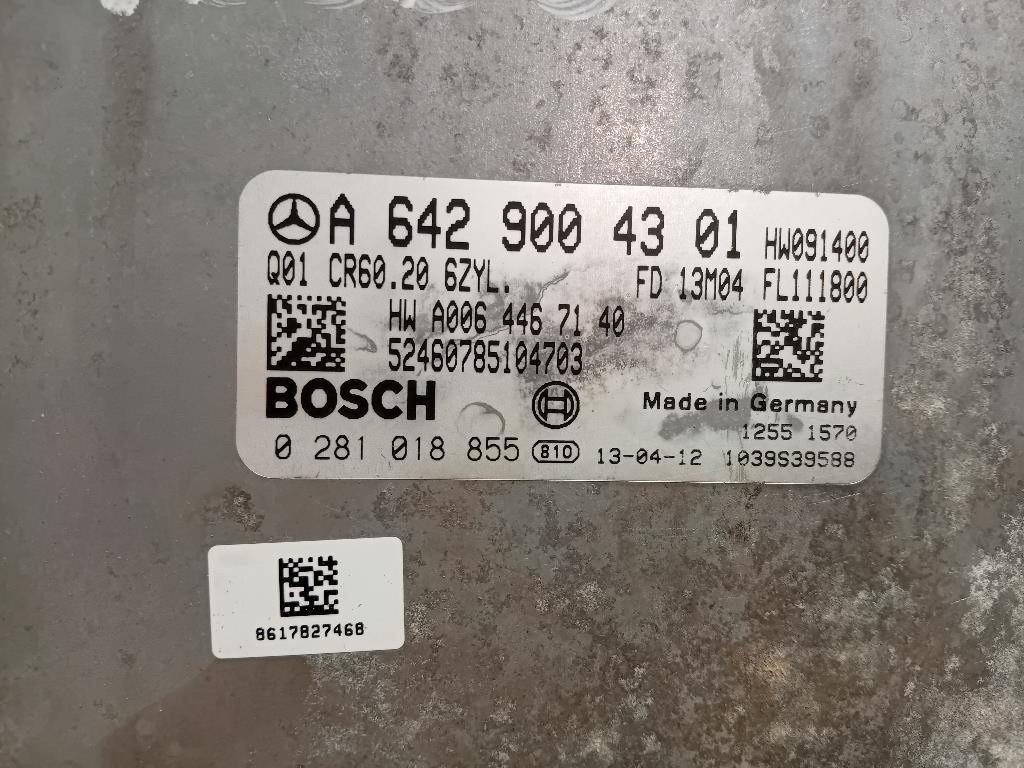 A 642 900 43 01 HW091400
Q01 CR60.20 6ZYL. FD 13M04 FL111800
HW A006 446 71 40
52460785104703
BOSCH Made in Germany
1255 1570
0 281 018 855 810 13-04-12 1039S39588
8617827468